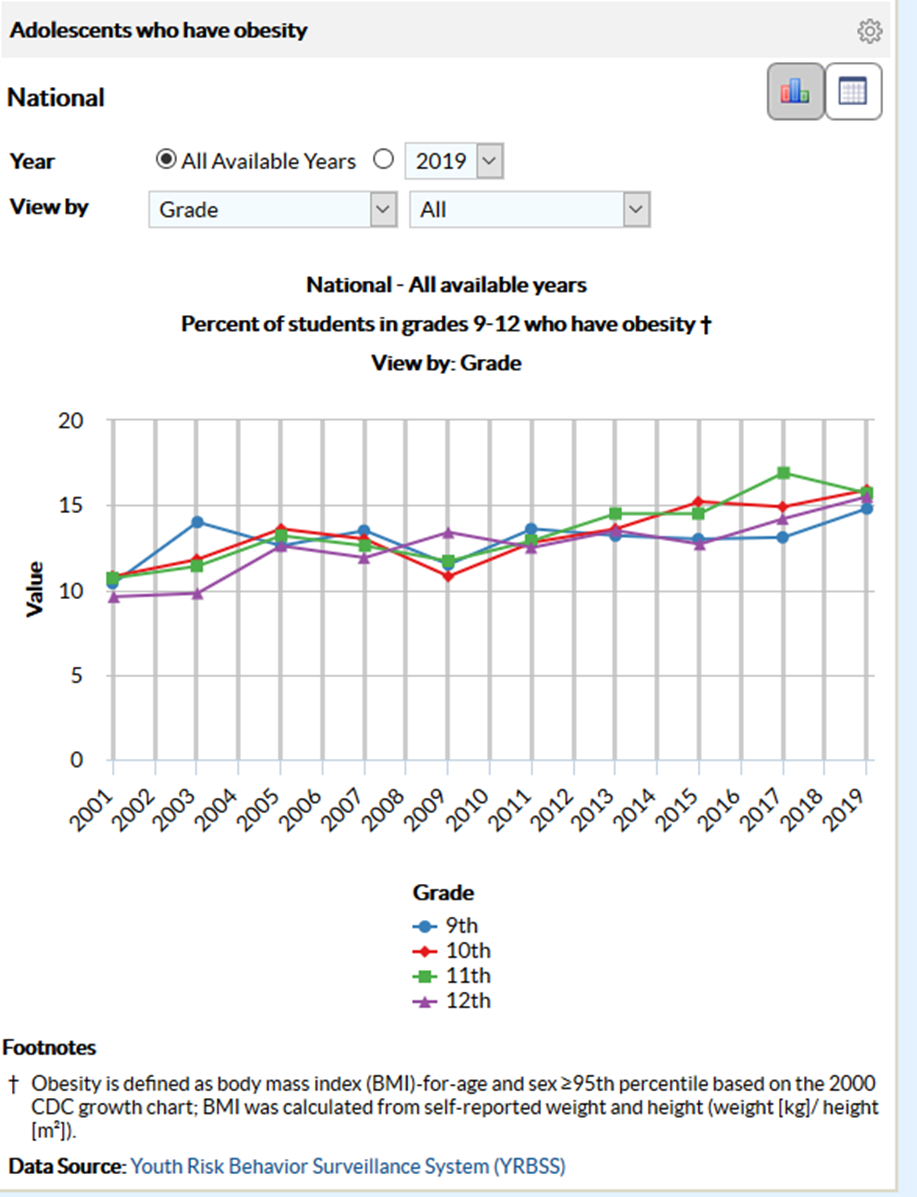 Adolescents who have obesity
National
Year All Available Years 2019
View by Grade All
National - All available years
Percent of students in grades 9-12 who have obesity †
View by: Grade
20
15
10
5
0
Value
2001 2002 2003 2004 2005 2006 2007 2008 2009 2010 2011 2012 2013 2014 2015 2016 2017 2018 2019
Grade
9th
10th
11th
12th
Footnotes
† Obesity is defined as body mass index (BMI)-for-age and sex ≥95th percentile based on the 2000
CDC growth chart; BMI was calculated from self-reported weight and height (weight [kg]/ height
[m²]).
Data Source: Youth Risk Behavior Surveillance System (YRBSS)